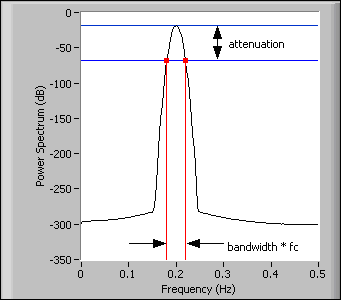 0
-50
-100
-150
-200
-250
-300
-350
Power Spectrum (dB)
attenuation
bandwidth * fc
0 0.1 0.2 0.3 0.4 0.5
Frequency (Hz)